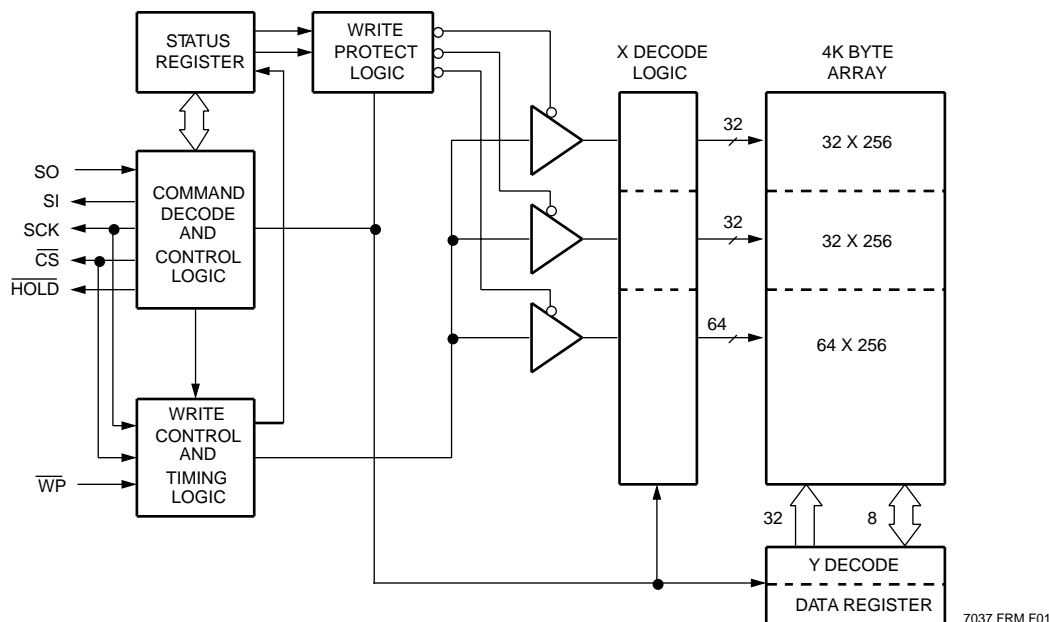 STATUS
REGISTER
WRITE
PROTECT
LOGIC
X DECODE
LOGIC
4K BYTE
ARRAY
SO
SI
SCK
CS
HOLD
COMMAND
DECODE
AND
CONTROL
LOGIC
32
32 X 256
32
32 X 256
64
64 X 256
WRITE
CONTROL
AND
TIMING
LOGIC
WP
32
8
Y DECODE
DATA REGISTER
7037 FRM F01